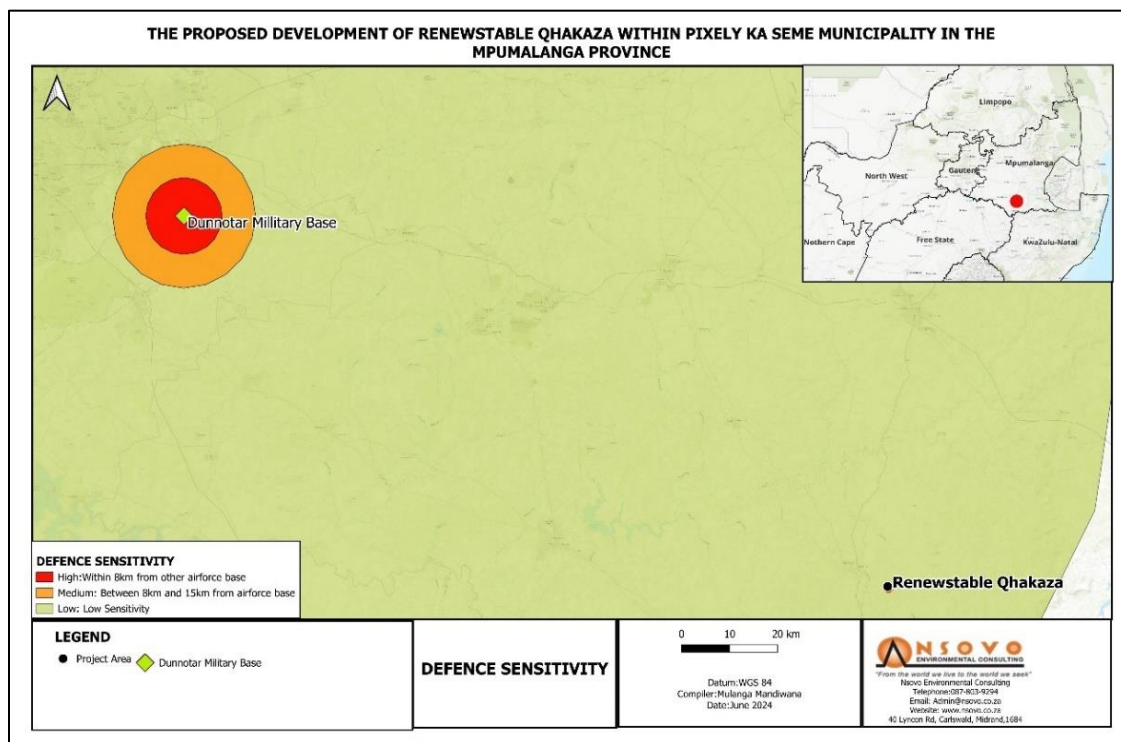 THE PROPOSED DEVELOPMENT OF RENEWSTABLE QHAKAZA WITHIN PIXELY KA SEME MUNICIPALITY IN THE
MPUMALANGA PROVINCE
Limpopo
Mpumalanga
North West
Gauteng
Free State
KwaZulu-Natal
Nothern Cape
Dunnotar Millitary Base
Renewstable Qhakaza
DEFENCE SENSITIVITY
High:Within 8km from other airforce base
Medium: Between 8km and 15km from airforce base
Low: Low Sensitivity
LEGEND
Project Area
Dunnotar Military Base
DEFENCE SENSITIVITY
0 10 20 km
Datum:WGS 84
Compiler:Mulanga Mandiwana
Date:June 2024
NSOVO
ENVIRONMENTAL CONSULTING
"From the world we live to the world we seek"
Nsovo Environmental Consulting
Telephone:087-803-9294
Email: Admin@nsovo.co.za
Website: www.nsovo.co.za
40 Lyncon Rd, Carlswald, Midrand,1684